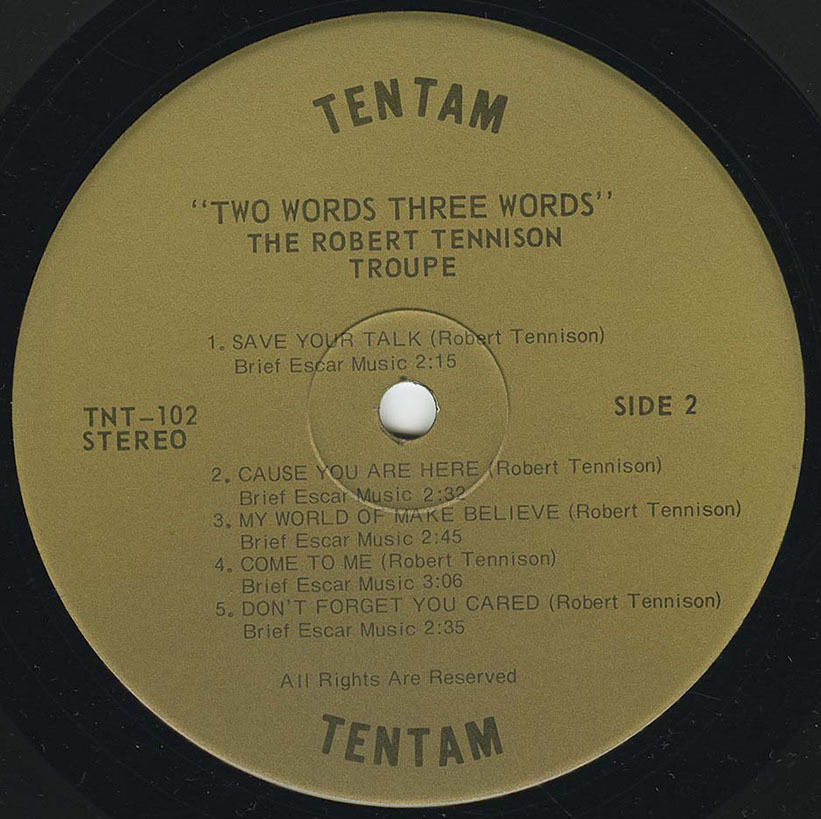 TEN TAM
"TWO WORDS THREE WORDS"
THE ROBERT TENNISON
TROUPE
1. SAVE YOUR TALK (Robert Tennison)
Brief Escar Music 2:15
TNT-102
STEREO
SIDE 2
2. CAUSE YOU ARE HERE (Robert Tennison)
Brief Escar Music 2:32
3. MY WORLD OF MAKE BELIEVE (Robert Tennison)
Brief Escar Music 2:45
4. COME TO ME (Robert Tennison)
Brief Escar Music 3:06
5. DON'T FORGET YOU CARED (Robert Tennison)
Brief Escar Music 2:35
All Rights Are Reserved
TENTAM